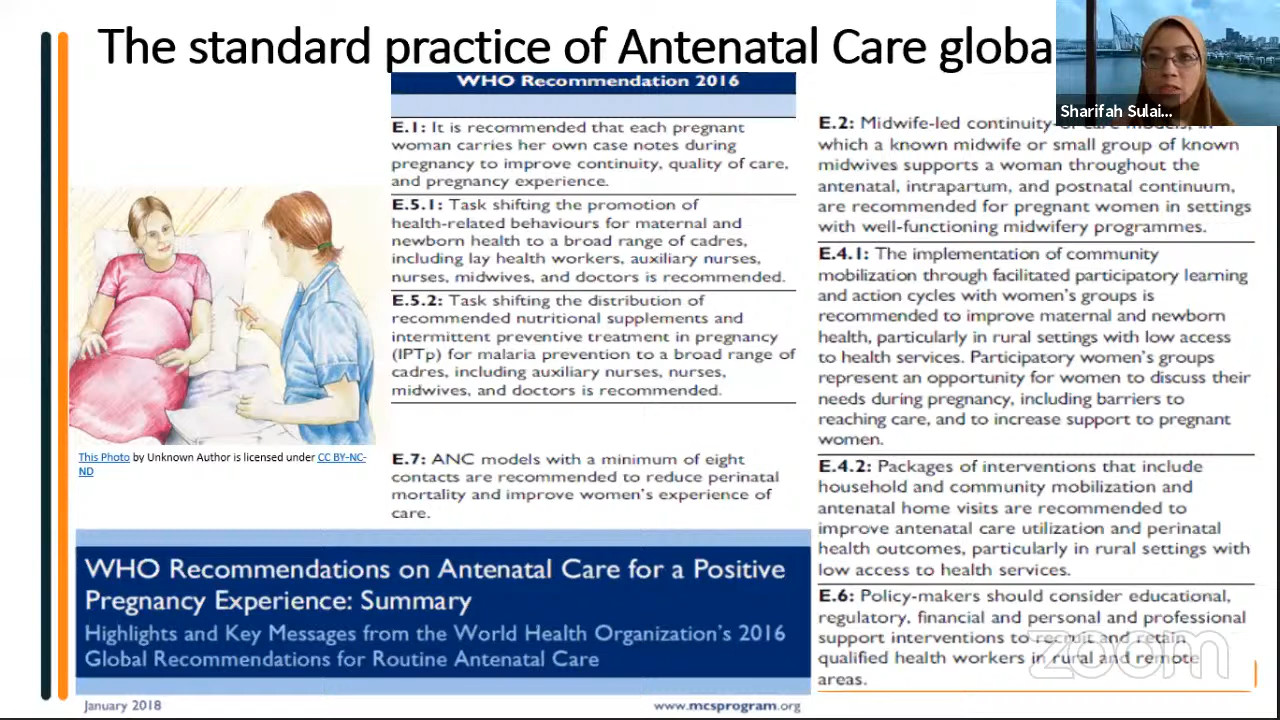 The standard practice of Antenatal Care globa
Sharifah Sulai...
WHO Recommendation 2016
E.1: It is recommended that each pregnant
woman carries her own case notes during
pregnancy to improve continuity, quality of care,
and pregnancy experience.
E.5.1: Task shifting the promotion of
health-related behaviours for maternal and
newborn health to a broad range of cadres,
including lay health workers, auxiliary nurses,
nurses, midwives, and doctors is recommended.
E.5.2: Task shifting the distribution of
recommended nutritional supplements and
intermittent preventive treatment in pregnancy
(IPTp) for malaria prevention to a broad range of
cadres, including auxiliary nurses, nurses,
midwives, and doctors is recommended.
This Photo by Unknown Author is licensed under CC BY-NC-
ND
E.7: ANC models with a minimum of eight
contacts are recommended to reduce perinatal
mortality and improve women's experience of
care.
WHO Recommendations on Antenatal Care for a Positive
Pregnancy Experience: Summary
Highlights and Key Messages from the World Health Organization's 2016
Global Recommendations for Routine Antenatal Care
January 2018
www.mcsprogram.org
E.2: Midwife-led continuity-of care models, in
which a known midwife or small group of known
midwives supports a woman throughout the
antenatal, intrapartum, and postnatal continuum,
are recommended for pregnant women in settings
with well-functioning midwifery programmes.
E.4.1: The implementation of community
mobilization through facilitated participatory learning
and action cycles with women's groups is
recommended to improve maternal and newborn
health, particularly in rural settings with low access
to health services. Participatory women's groups
represent an opportunity for women to discuss their
needs during pregnancy, including barriers to
reaching care, and to increase support to pregnant
women.
E.4.2: Packages of interventions that include
household and community mobilization and
antenatal home visits are recommended to
improve antenatal care utilization and perinatal
health outcomes, particularly in rural settings with
low access to health services.
E.6: Policy-makers should consider educational,
regulatory, financial and personal and professional
support interventions to recruit and retain
qualified health workers in rural and remote
areas.
zoom